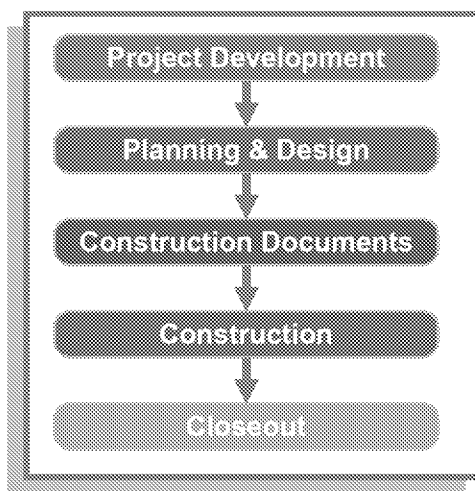 Project Development
Planning & Design
Construction Documents
Construction
Closeout